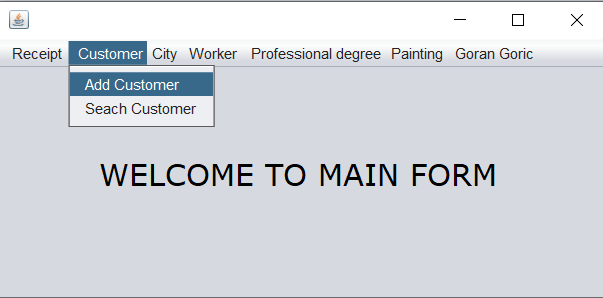 Receipt Customer City Worker Professional degree Painting Goran Goric
Add Customer
Seach Customer
WELCOME TO MAIN FORM